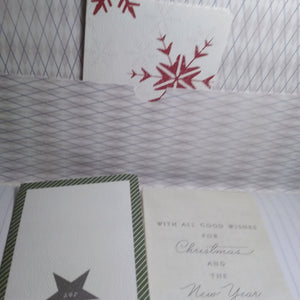 WITH ALL GOOD WISHES
FOR
Christmas
AND
THE
New Year